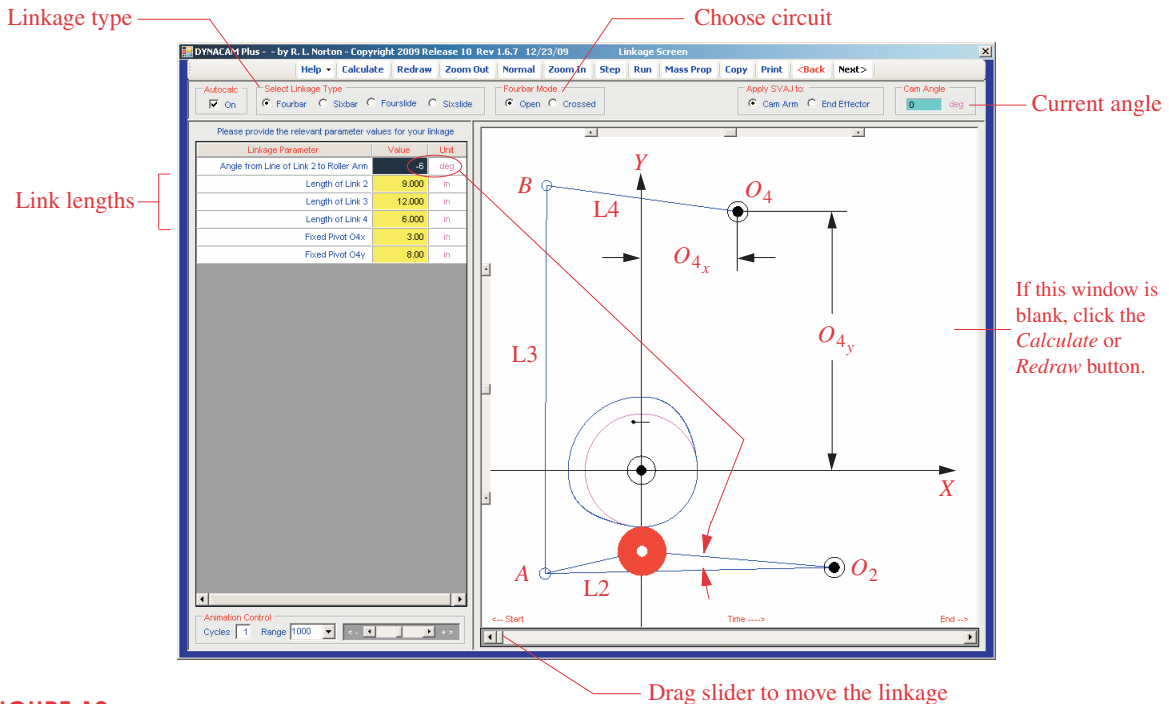 Linkage type
Choose circuit
DYNACAM Plus - - by R. L. Norton - Copyright 2009 Release 10 Rev 1.6.7 12/23/09 Linkage Screen
Help Calculate Redraw Zoom Out Normal Zoom In Step Run Mass Prop Copy Print <Back Next>
Autocalc
On
Select Linkage Type
Fourbar Sixbar Fourslide Sixslide
Fourbar Mode
Open Crossed
Apply SVAJ to:
Cam Arm End Effector
Cam Angle
0 deg
Current angle
Please provide the relevant parameter values for your linkage
Linkage Parameter Value Unit
Angle from Line of Link 2 to Roller Arm -6 deg
Length of Link 2 9.000 in
Length of Link 3 12.000 in
Length of Link 4 6.000 in
Fixed Pivot O4x 3.00 in
Fixed Pivot O4y 8.00 in
Link lengths
Y
B
O4
L4
O4x
L3
O4y
If this window is
blank, click the
Calculate or
Redraw button.
X
A
L2
O2
<-- Start Time ----> End -->
Animation Control
Cycles 1 Range 1000 < - + >
Drag slider to move the linkage